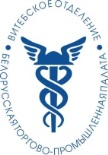 • ВИТЕБСКОЕ ОТДЕЛЕНИЕ •
БЕЛОРУССКАЯ ТОРГОВО-ПРОМЫШЛЕННАЯ ПАЛАТА